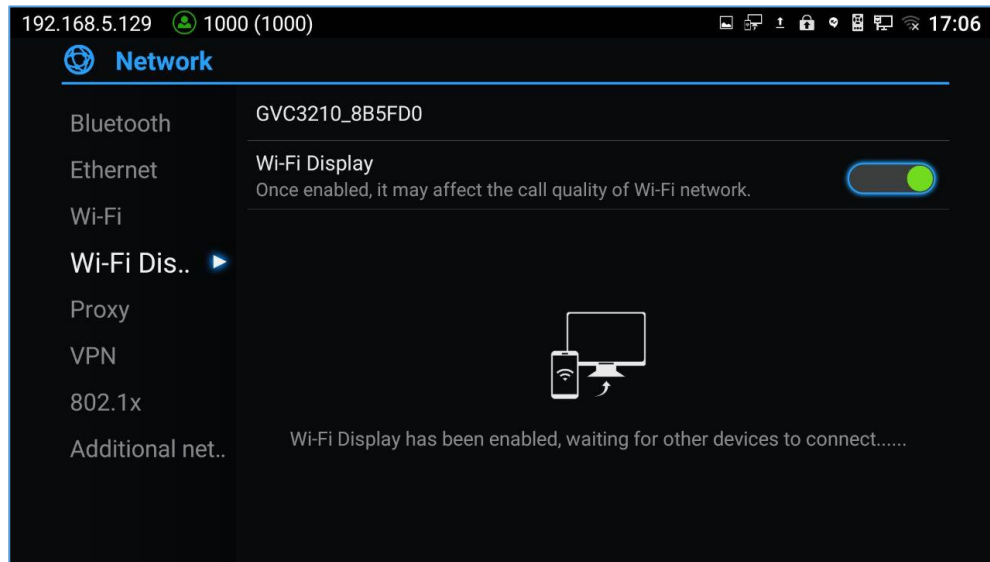 192.168.5.129 1000 (1000) 17:06
Network
Bluetooth
Ethernet
Wi-Fi
Wi-Fi Dis..
Proxy
VPN
802.1x
Additional net..
GVC3210_8B5FD0
Wi-Fi Display
Once enabled, it may affect the call quality of Wi-Fi network.
Wi-Fi Display has been enabled, waiting for other devices to connect......